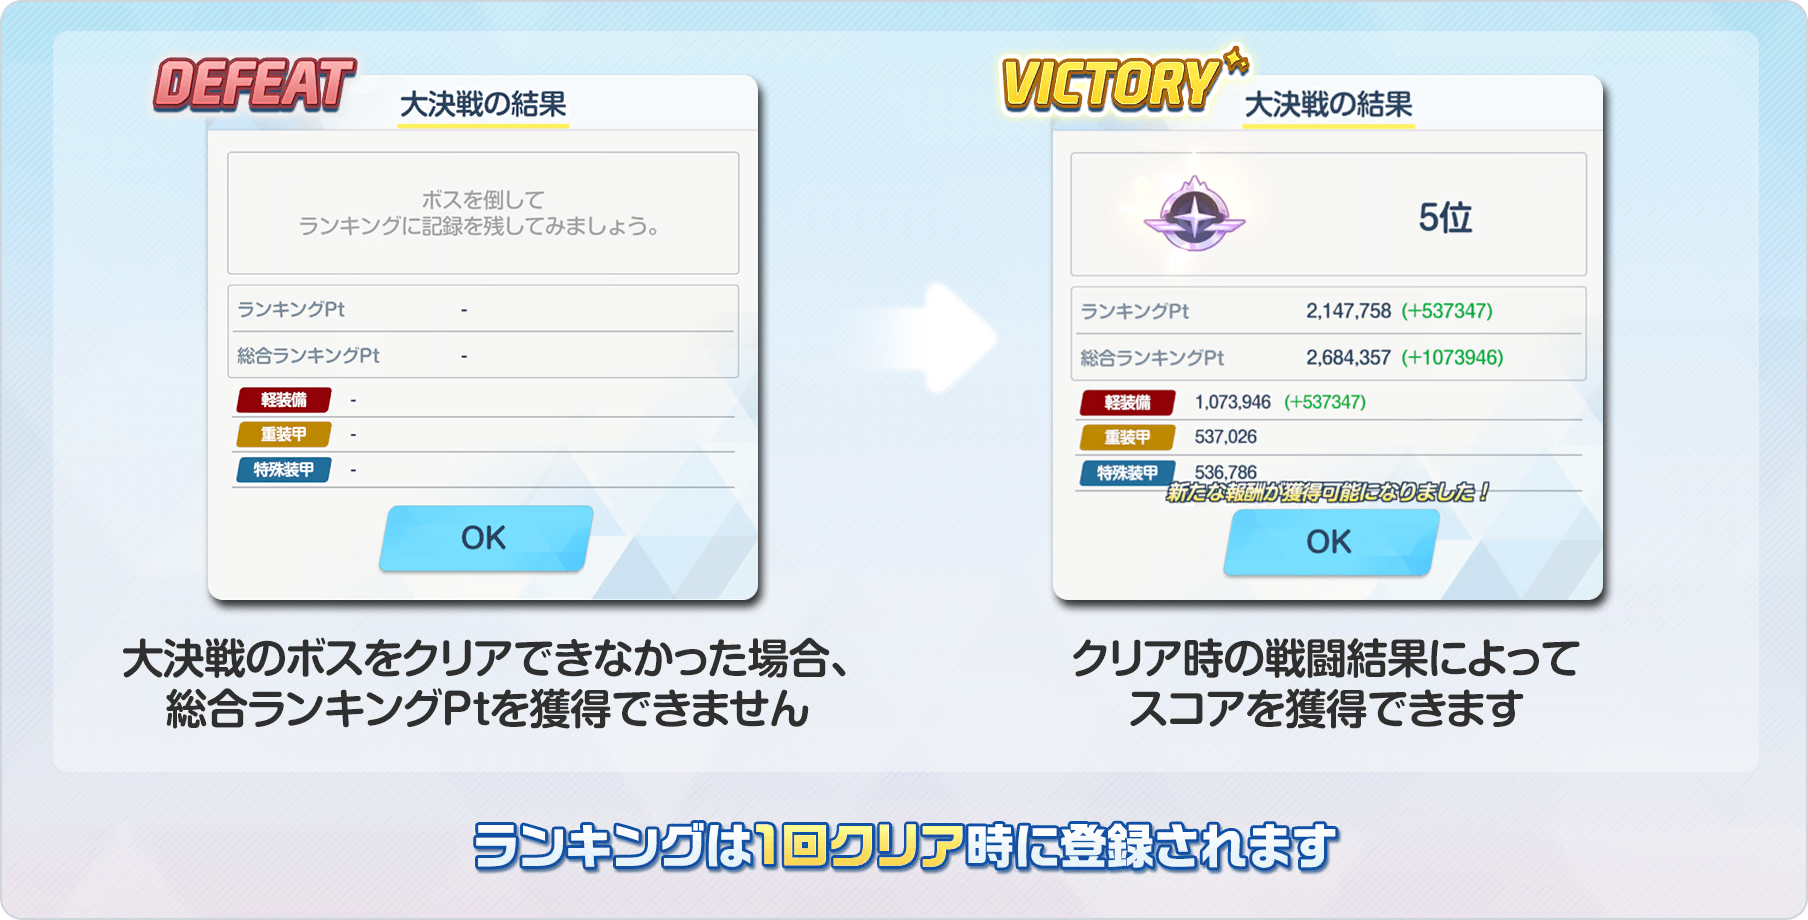 DEFEAT
大決戦の結果
ボスを倒して
ランキングに記録を残してみましょう。
ランキングPt -
総合ランキングPt -
軽装備 -
重装甲 -
特殊装甲 -
OK
大決戦のボスをクリアできなかった場合、
総合ランキングPtを獲得できません
VICTORY
大決戦の結果
5位
ランキングPt 2,147,758 (+537347)
総合ランキングPt 2,684,357 (+1073946)
軽装備 1,073,946 (+537347)
重装甲 537,026
特殊装甲 536,786
新たな報酬が獲得可能になりました！
OK
クリア時の戦闘結果によって
スコアを獲得できます
ランキングは1回クリア時に登録されます